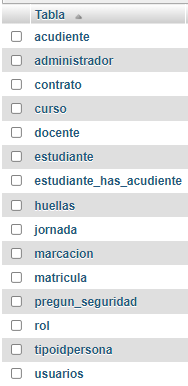 Tabla
acudiente
administrador
contrato
curso
docente
estudiante
estudiante_has_acudiente
huellas
jornada
marcacion
matricula
pregun_seguridad
rol
tipoidpersona
usuarios